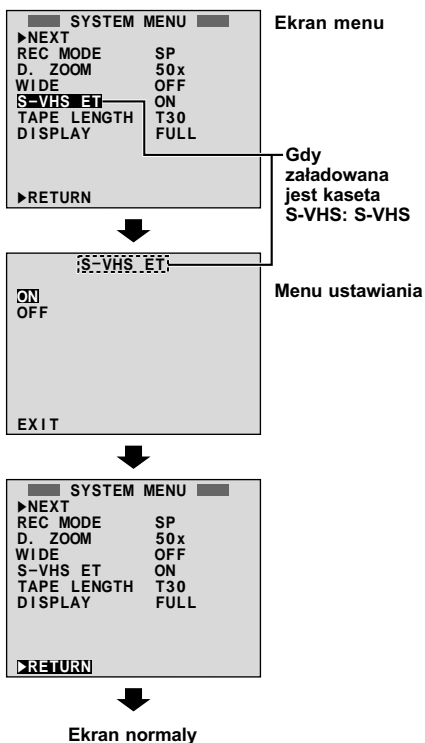 SYSTEM MENU
▶NEXT
REC MODE SP
D. ZOOM 50x
WIDE OFF
S–VHS ET ON
TAPE LENGTH T30
DISPLAY FULL
▶RETURN
Ekran menu
Gdy
załadowana
jest kaseta
S-VHS: S-VHS
S–VHS ET
ON
OFF
EXIT
Menu ustawiania
SYSTEM MENU
▶NEXT
REC MODE SP
D. ZOOM 50x
WIDE OFF
S–VHS ET ON
TAPE LENGTH T30
DISPLAY FULL
▶RETURN
Ekran normaly